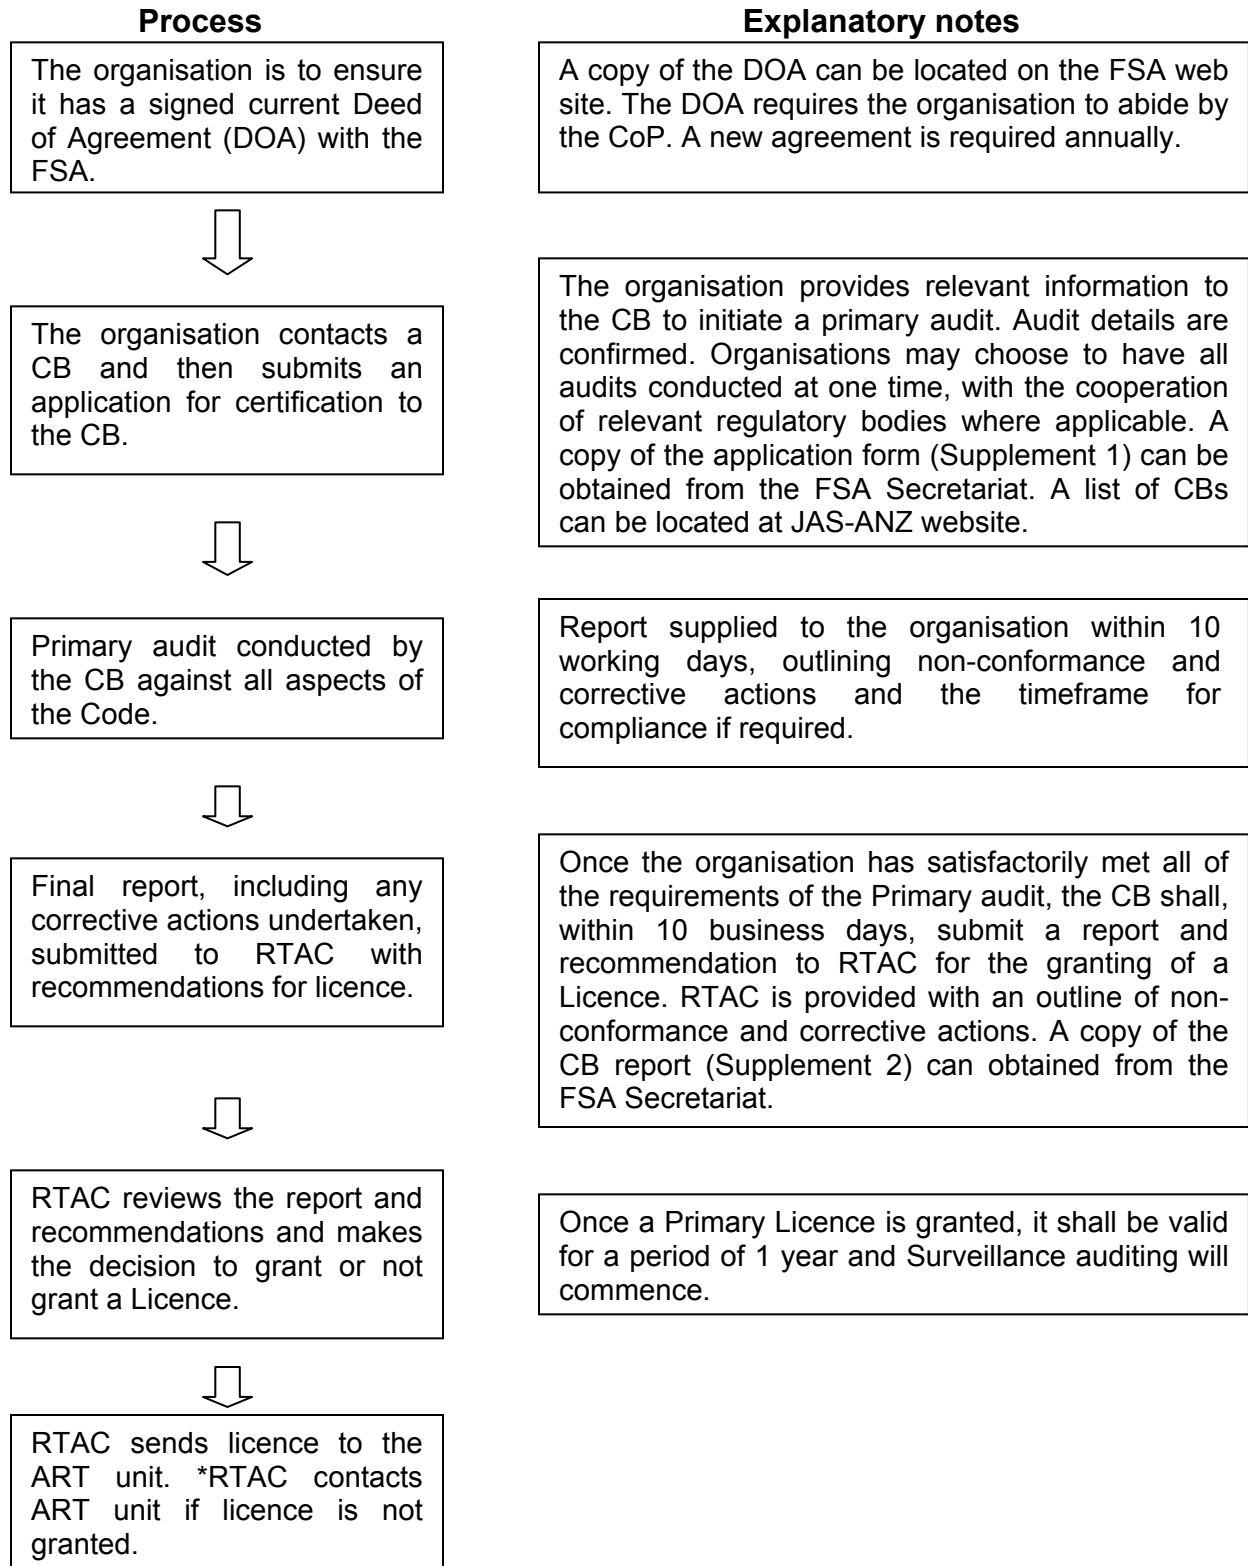 Process
Explanatory notes
The organisation is to ensure
it has a signed current Deed
of Agreement (DOA) with the
FSA.
A copy of the DOA can be located on the FSA web
site. The DOA requires the organisation to abide by
the CoP. A new agreement is required annually.
The organisation contacts a
CB and then submits an
application for certification to
the CB.
The organisation provides relevant information to
the CB to initiate a primary audit. Audit details are
confirmed. Organisations may choose to have all
audits conducted at one time, with the cooperation
of relevant regulatory bodies where applicable. A
copy of the application form (Supplement 1) can be
obtained from the FSA Secretariat. A list of CBs
can be located at JAS-ANZ website.
Primary audit conducted by
the CB against all aspects of
the Code.
Report supplied to the organisation within 10
working days, outlining non-conformance and
corrective actions and the timeframe for
compliance if required.
Final report, including any
corrective actions undertaken,
submitted to RTAC with
recommendations for licence.
Once the organisation has satisfactorily met all of
the requirements of the Primary audit, the CB shall,
within 10 business days, submit a report and
recommendation to RTAC for the granting of a
Licence. RTAC is provided with an outline of non-
conformance and corrective actions. A copy of the
CB report (Supplement 2) can obtained from the
FSA Secretariat.
RTAC reviews the report and
recommendations and makes
the decision to grant or not
grant a Licence.
Once a Primary Licence is granted, it shall be valid
for a period of 1 year and Surveillance auditing will
commence.
RTAC sends licence to the
ART unit. *RTAC contacts
ART unit if licence is not
granted.